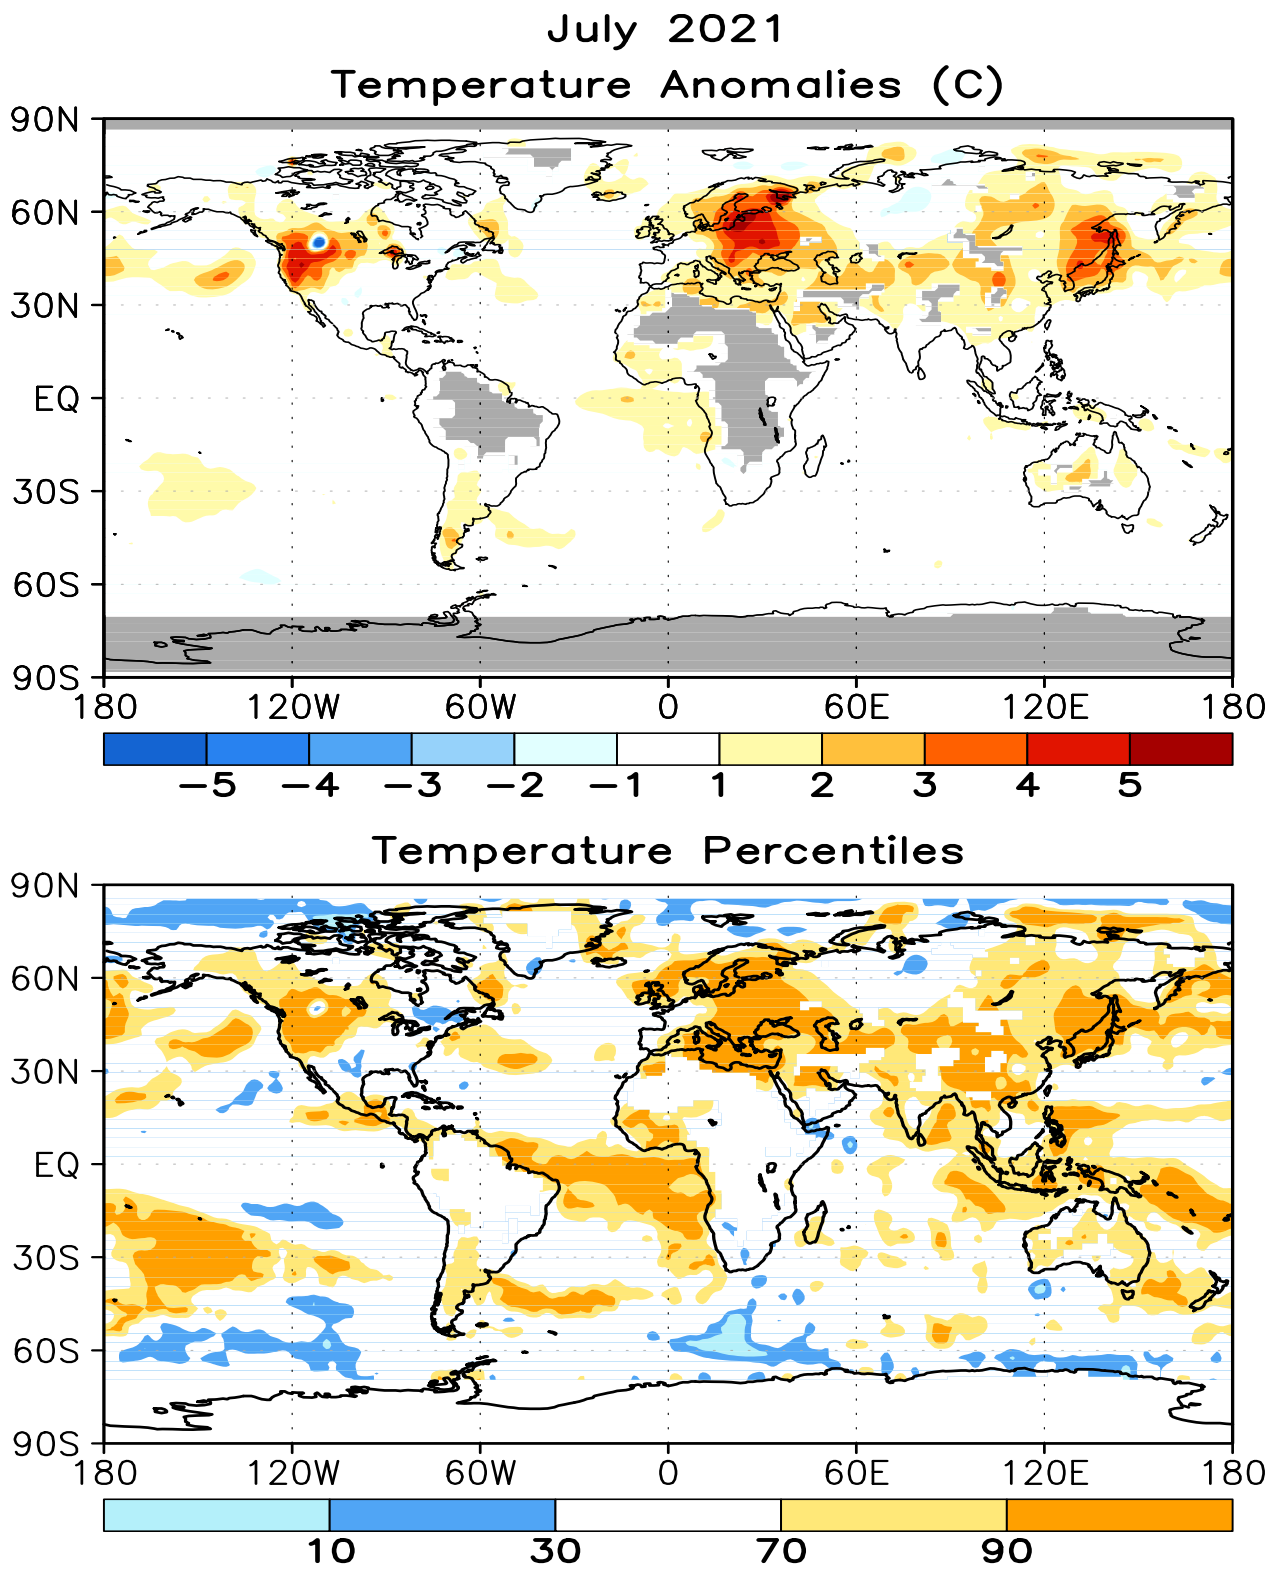 July 2021
Temperature Anomalies (C)
90N
60N
30N
EQ
30S
60S
90S
180 120W 60W 0 60E 120E 180
−5 −4 −3 −2 −1 1 2 3 4 5
Temperature Percentiles
90N
60N
30N
EQ
30S
60S
90S
180 120W 60W 0 60E 120E 180
10 30 70 90